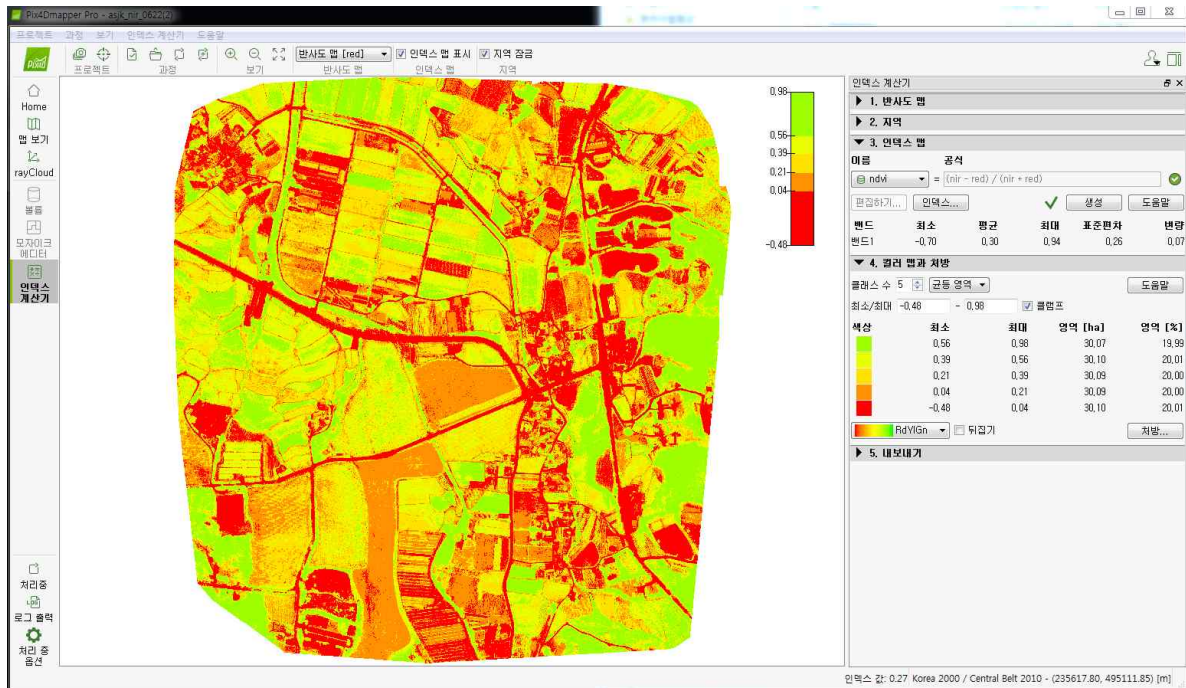 Pix4Dmapper Pro - asjk_nir_0622(2)
프로젝트 과정 보기 인덱스 계산기 도움말
PIX4D
프로젝트
과정
보기
반사도 맵 [red]
반사도 맵
인덱스 맵 표시
인덱스 맵
지역 잠금
지역
Home
맵 보기
rayCloud
볼륨
모자이크
에디터
인덱스
계산기
처리중
로그 출력
처리 중
옵션
0,98
0,56
0,39
0,21
0,04
-0,48
인덱스 계산기
1. 반사도 맵
2. 지역
3. 인덱스 맵
이름 공식
ndvi = (nir - red) / (nir + red)
편집하기... 인덱스... 생성 도움말
밴드 최소 평균 최대 표준편차 변량
밴드1 -0,70 0,30 0,94 0,26 0,07
4. 컬러 맵과 처방
클래스 수 5 균등 영역 도움말
최소/최대 -0,48 - 0,98 클램프
색상 최소 최대 영역 [ha] 영역 [%]
0,56 0,98 30,07 19,99
0,39 0,56 30,10 20,01
0,21 0,39 30,09 20,00
0,04 0,21 30,09 20,00
-0,48 0,04 30,10 20,01
RdYlGn 뒤집기 처방...
5. 내보내기
인덱스 값: 0.27 Korea 2000 / Central Belt 2010 - (235617.80, 495111.85) [m]